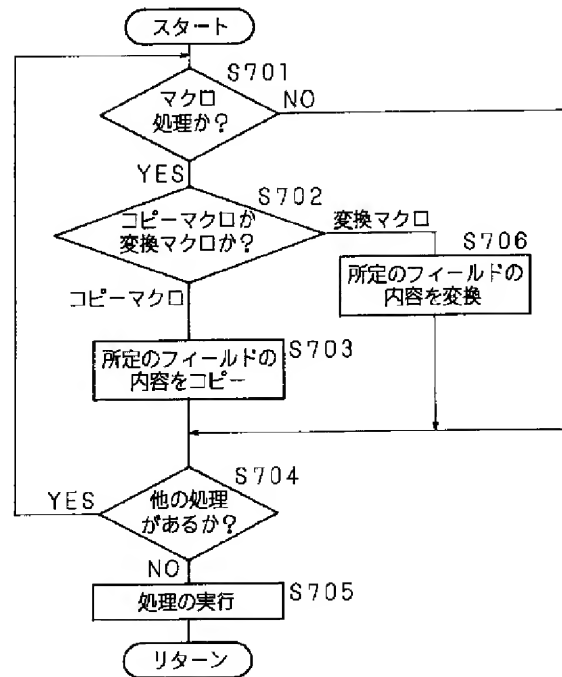 スタート
S701
マクロ
処理か?
NO
YES
S702
コピーマクロか
変換マクロか?
変換マクロ
S706
所定のフィールドの
内容を変換
コピーマクロ
S703
所定のフィールドの
内容をコピー
S704
YES
他の処理
があるか?
NO
処理の実行
S705
リターン